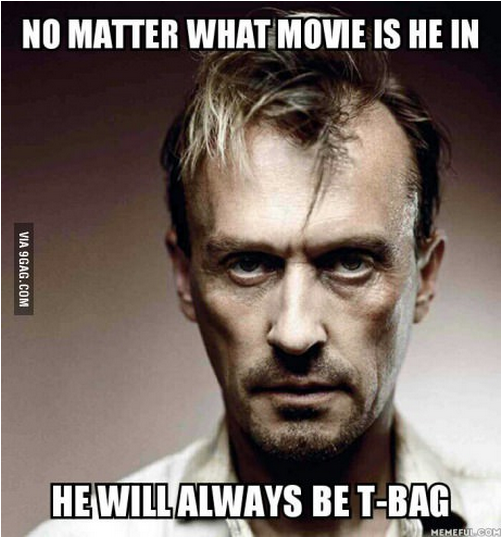 NO MATTER WHAT MOVIE IS HE IN
VIA 9GAG.COM
HE WILL ALWAYS BE T-BAG
MEMEFUL.COM